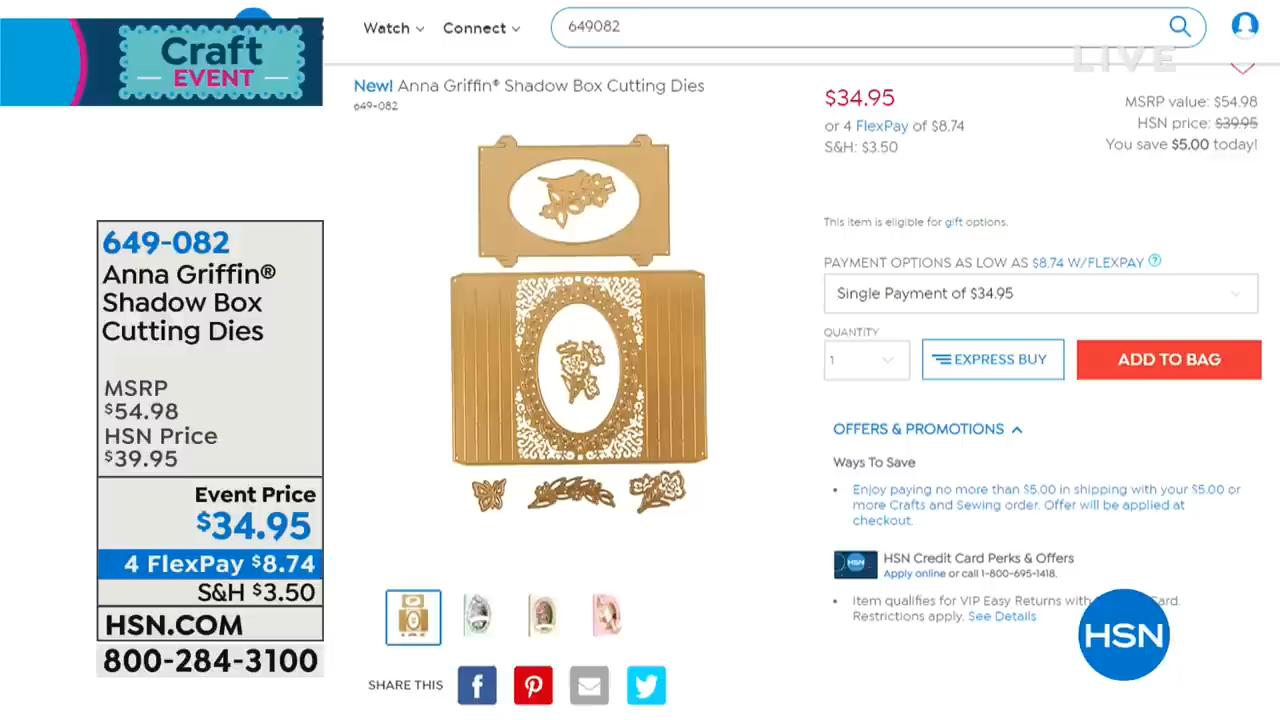 Craft
EVENT
Watch
Connect
649082
LIVE
New! Anna Griffin® Shadow Box Cutting Dies
649-082
$34.95
or 4 FlexPay of $8.74
S&H: $3.50
MSRP value: $54.98
HSN price: $39.95
You save $5.00 today!
This item is eligible for gift options.
PAYMENT OPTIONS AS LOW AS $8.74 W/FLEXPAY ?
Single Payment of $34.95
QUANTITY
1
EXPRESS BUY
ADD TO BAG
OFFERS & PROMOTIONS
Ways To Save
• Enjoy paying no more than $5.00 in shipping with your $5.00 or
more Crafts and Sewing order. Offer will be applied at
checkout.
HSN
HSN Credit Card Perks & Offers
Apply online or call 1-800-695-1418.
• Item qualifies for VIP Easy Returns with Card.
Restrictions apply. See Details
HSN
SHARE THIS
649-082
Anna Griffin®
Shadow Box
Cutting Dies
MSRP
$54.98
HSN Price
$39.95
Event Price
$34.95
4 FlexPay $8.74
S&H $3.50
HSN.COM
800-284-3100